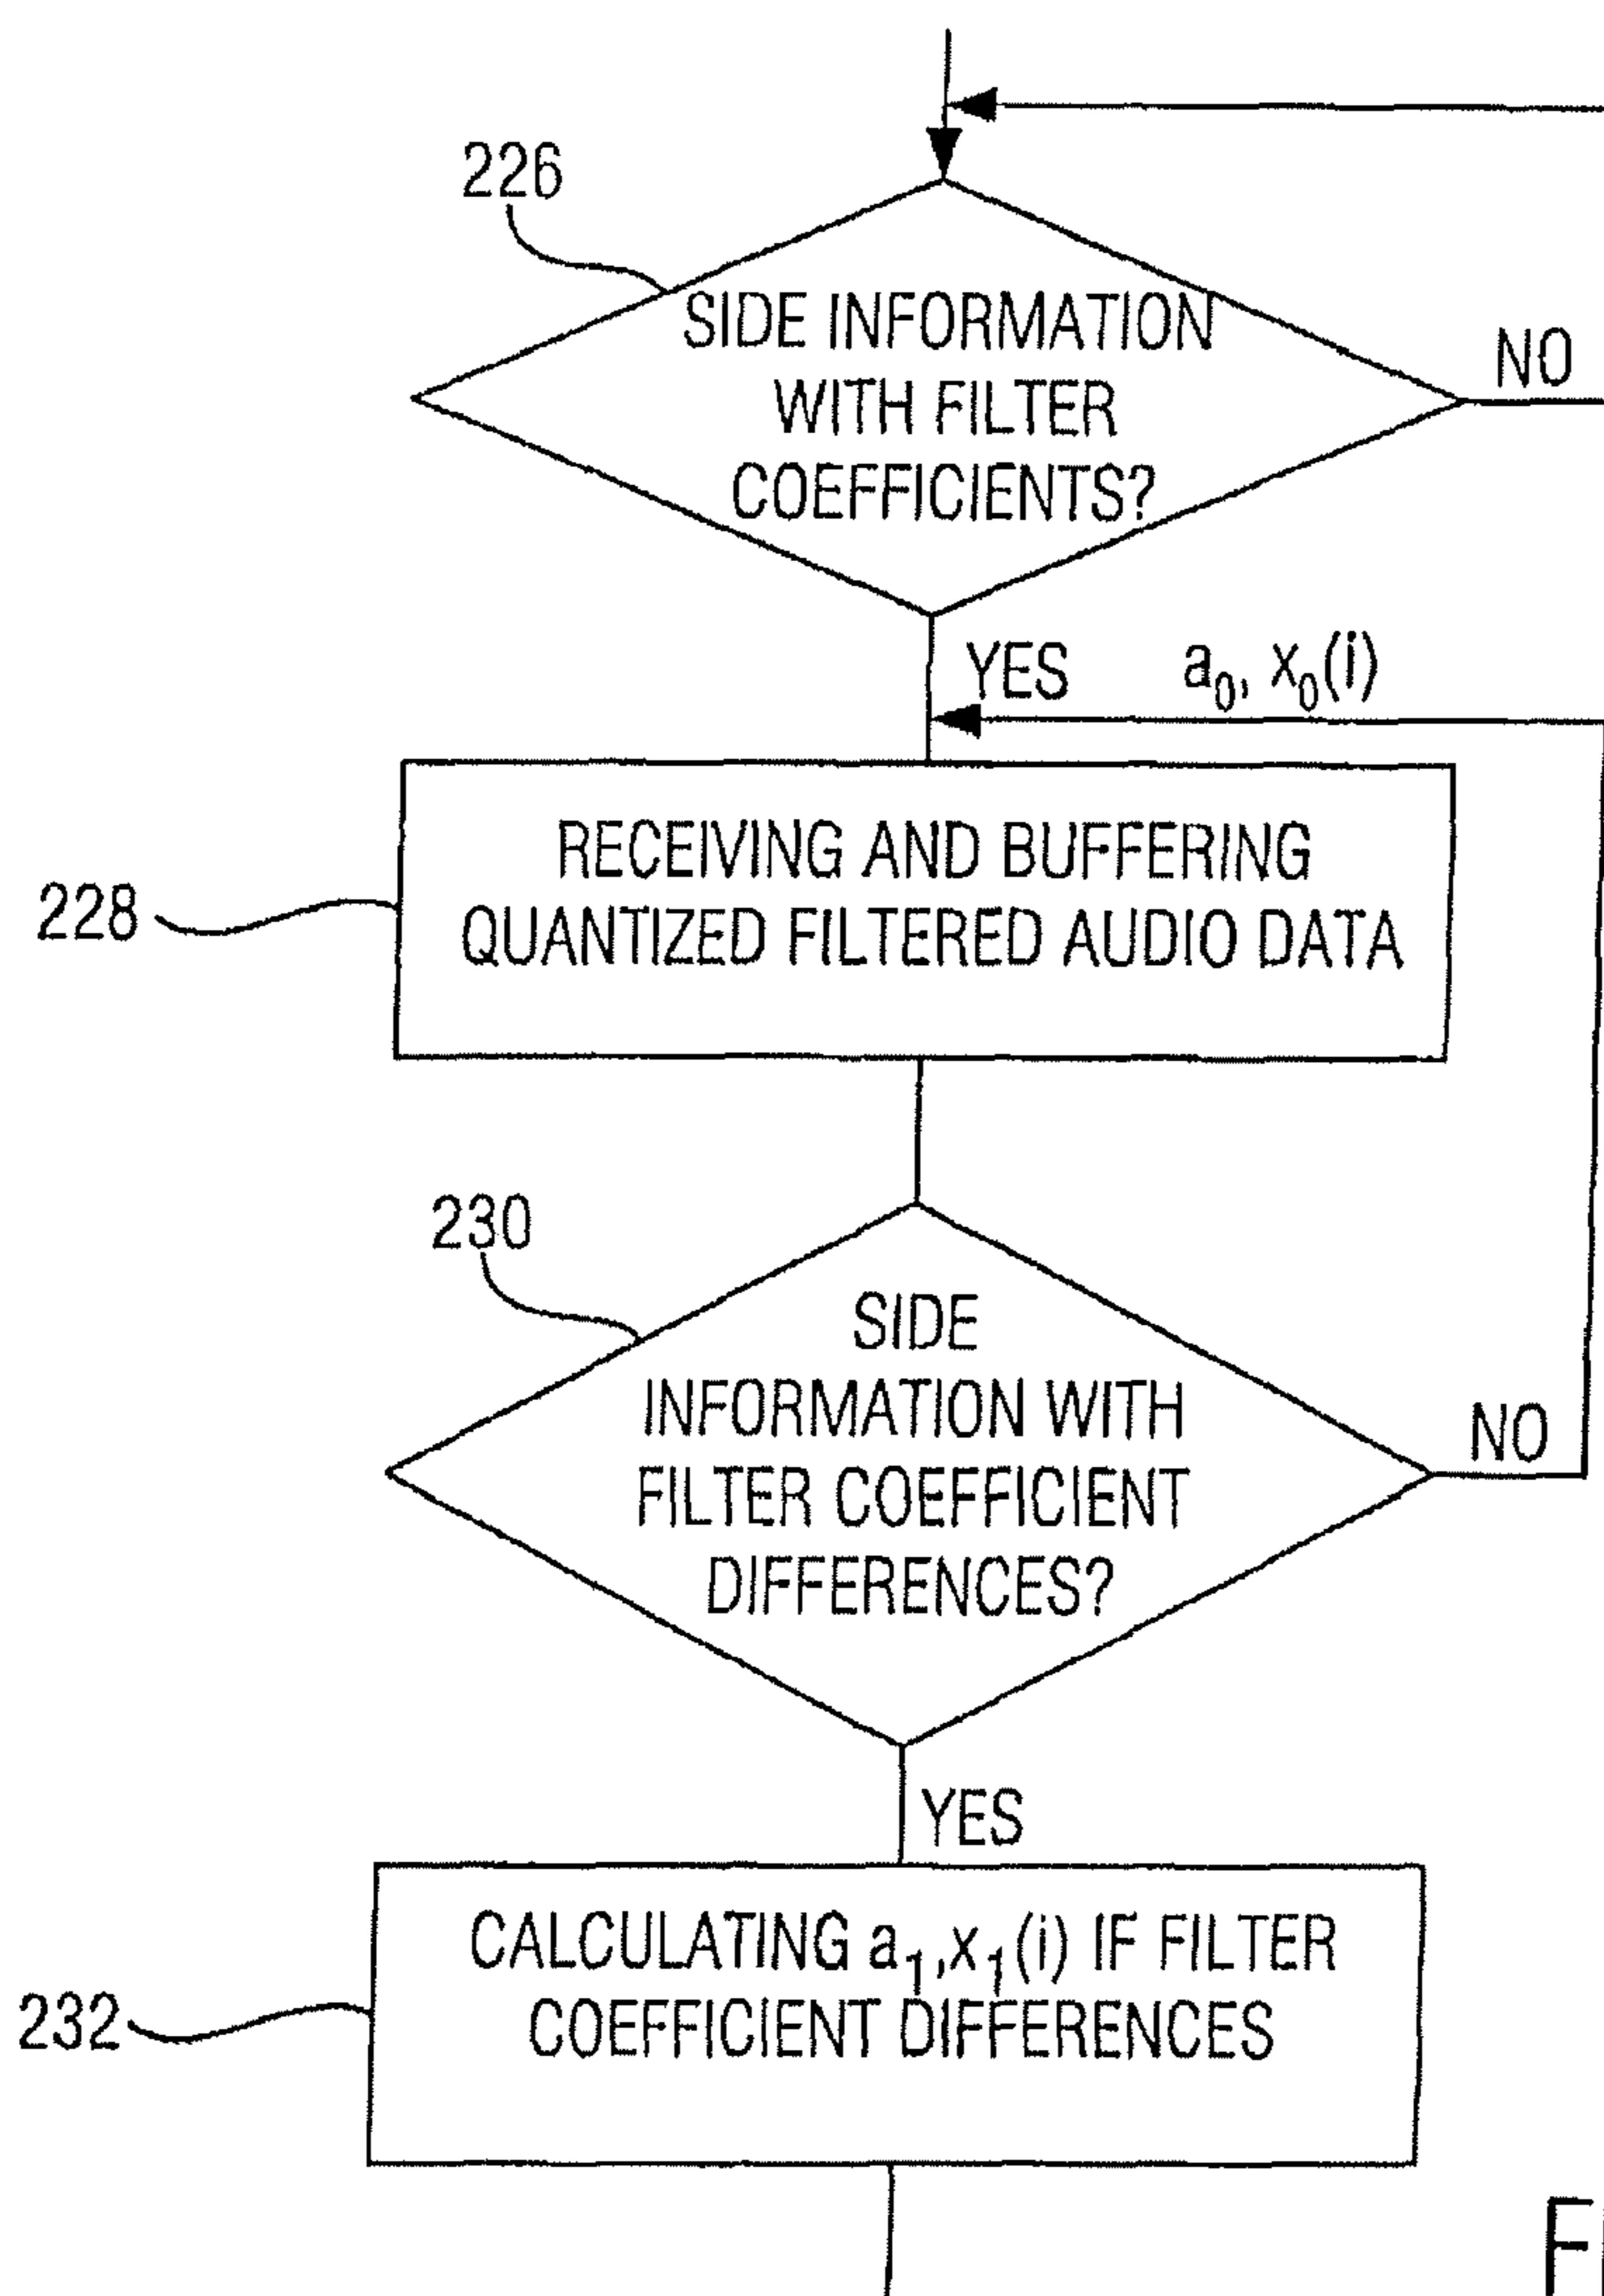 226
SIDE INFORMATION
WITH FILTER
COEFFICIENTS?
NO
YES
a₀, x₀(i)
228
RECEIVING AND BUFFERING
QUANTIZED FILTERED AUDIO DATA
230
SIDE
INFORMATION WITH
FILTER COEFFICIENT
DIFFERENCES?
NO
YES
232
CALCULATING a₁,x₁(i) IF FILTER
COEFFICIENT DIFFERENCES